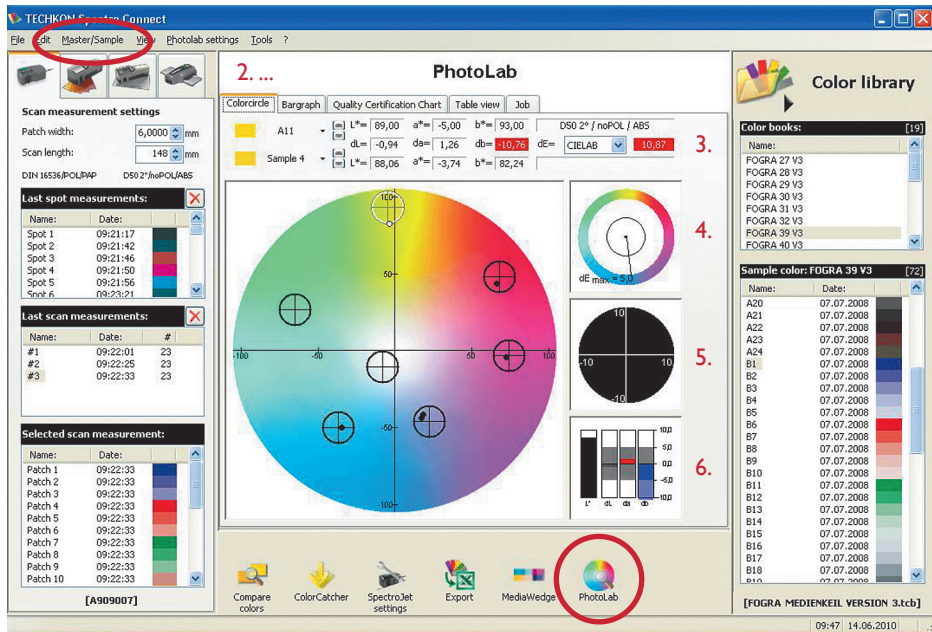 TECHKON Spectro Connect
File Edit Master/Sample View Photolab settings Tools ?
Scan measurement settings
Patch width: 6,0000 mm
Scan length: 148 mm
DIN 16536/POL/PAP D50 2°/noPOL/ABS
Last spot measurements:
Name: Date:
Spot 1 09:21:17
Spot 2 09:21:42
Spot 3 09:21:46
Spot 4 09:21:50
Spot 5 09:21:56
Spot 6 09:23:21
Last scan measurements:
Name: Date: #
#1 09:22:01 23
#2 09:22:25 23
#3 09:22:33 23
Selected scan measurement:
Name: Date:
Patch 1 09:22:33
Patch 2 09:22:33
Patch 3 09:22:33
Patch 4 09:22:33
Patch 5 09:22:33
Patch 6 09:22:33
Patch 7 09:22:33
Patch 8 09:22:33
Patch 9 09:22:33
Patch 10 09:22:33
[A909007]
2. ...
PhotoLab
Colorcircle Bargraph Quality Certification Chart Table view Job
A11 L*= 89,00 a*= -5,00 b*= 93,00 D50 2° / noPOL / ABS
dL= -0,94 da= 1,26 db= -10,76 dE= CIELAB 10,87
Sample 4 L*= 88,06 a*= -3,74 b*= 82,24
3.
100
50
-100 -50 50 100
-50
-100
dE max. = 5,0
4.
10
-10 10
-10
5.
10,0
5,0
0,0
-5,0
-10,0
L* dL da db
6.
Compare colors
ColorCatcher
SpectroJet settings
Export
MediaWedge
PhotoLab
Color library
Color books: [19]
Name:
FOGRA 27 V3
FOGRA 28 V3
FOGRA 29 V3
FOGRA 30 V3
FOGRA 31 V3
FOGRA 32 V3
FOGRA 39 V3
FOGRA 40 V3
Sample color: FOGRA 39 V3 [72]
Name: Date:
A20 07.07.2008
A21 07.07.2008
A22 07.07.2008
A23 07.07.2008
A24 07.07.2008
B1 07.07.2008
B2 07.07.2008
B3 07.07.2008
B4 07.07.2008
B5 07.07.2008
B6 07.07.2008
B7 07.07.2008
B8 07.07.2008
B9 07.07.2008
B10 07.07.2008
B11 07.07.2008
B12 07.07.2008
B13 07.07.2008
B14 07.07.2008
B15 07.07.2008
B16 07.07.2008
B17 07.07.2008
B18 07.07.2008
B19 07.07.2008
[FOGRA MEDIENKEIL VERSION 3.tcb]
09:47 14.06.2010